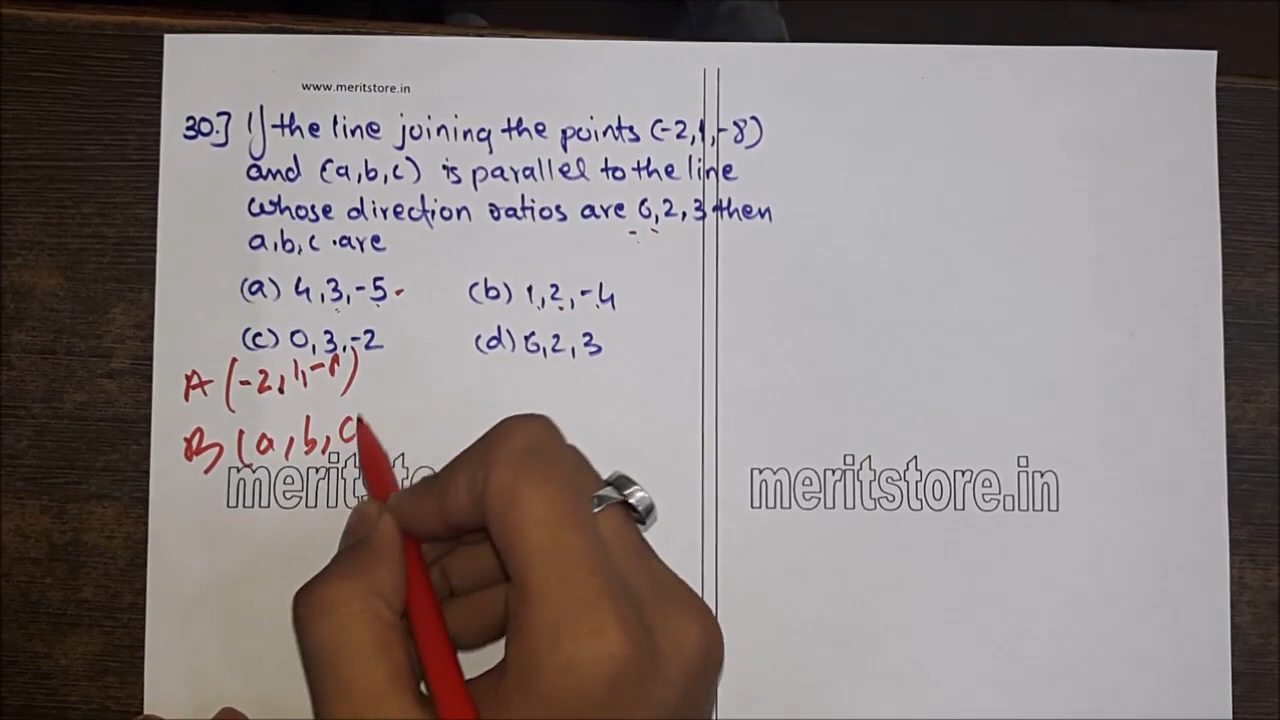 www.meritstore.in
30.] If the line joining the points (-2,1,-8)
and (a,b,c) is parallel to the line
whose direction ratios are 6,2,3 then
a,b,c are
(a) 4,3,-5 (b) 1,2,-4
(c) 0,3,-2 (d) 6,2,3
A (-2,1,-8)
B (a,b,c
meritsto
meritstore.in